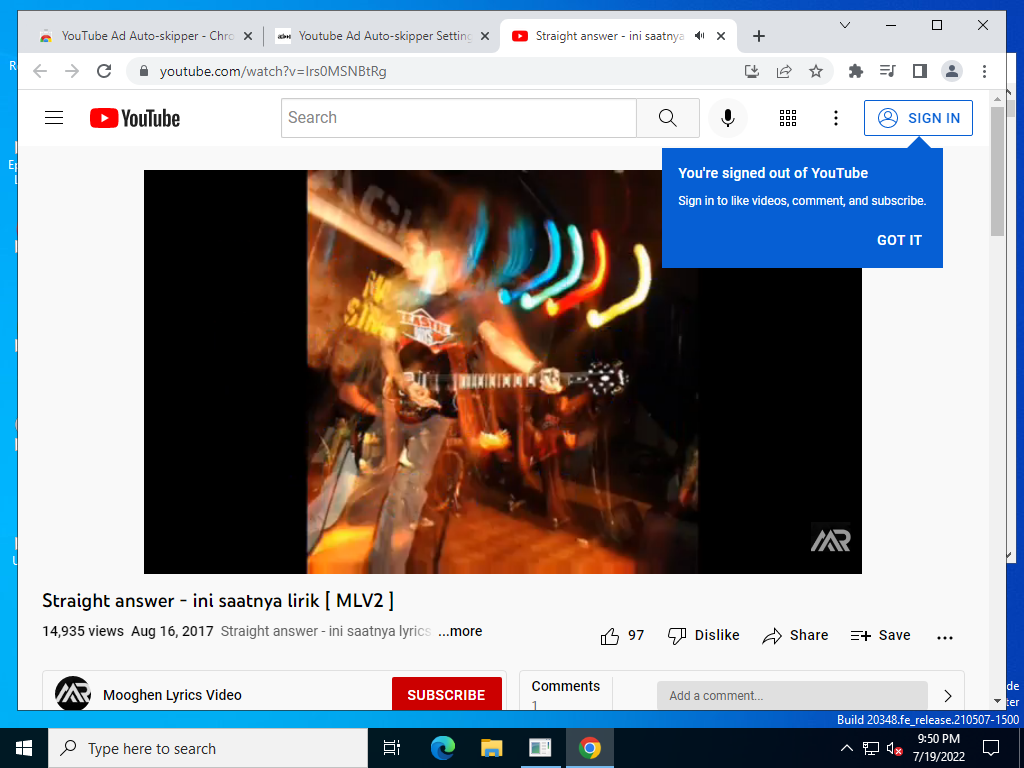 YouTube Ad Auto-skipper - Chro
Youtube Ad Auto-skipper Setting
Straight answer - ini saatnya
youtube.com/watch?v=Irs0MSNBtRg
YouTube
Search
SIGN IN
You're signed out of YouTube
Sign in to like videos, comment, and subscribe.
GOT IT
Straight answer - ini saatnya lirik [ MLV2 ]
14,935 views Aug 16, 2017 Straight answer - ini saatnya lyrics ...more
97 Dislike Share Save
Mooghen Lyrics Video
SUBSCRIBE
Comments
1
Add a comment...
Build 20348.fe_release.210507-1500
Type here to search
9:50 PM
7/19/2022